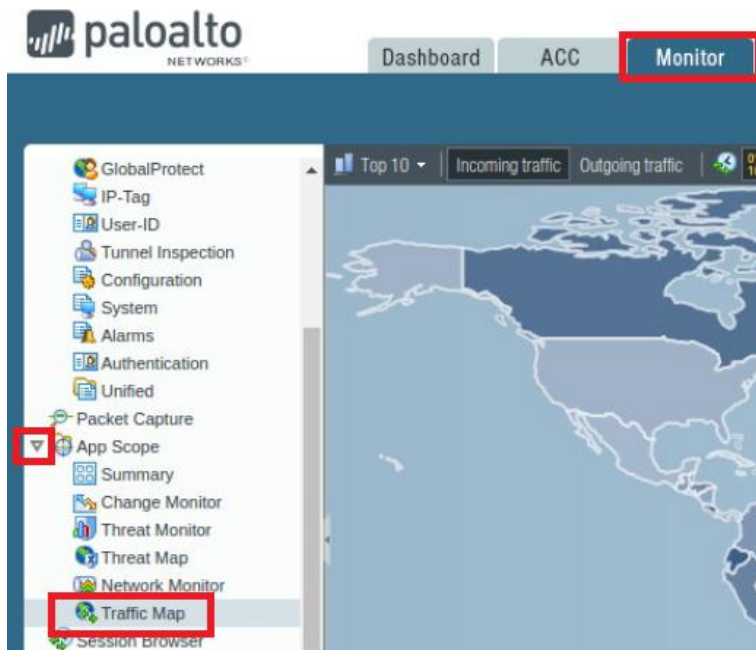 paloalto
NETWORKS
Dashboard
ACC
Monitor
Top 10
Incoming traffic
Outgoing traffic
GlobalProtect
IP-Tag
User-ID
Tunnel Inspection
Configuration
System
Alarms
Authentication
Unified
Packet Capture
App Scope
Summary
Change Monitor
Threat Monitor
Threat Map
Network Monitor
Traffic Map
Session Browser